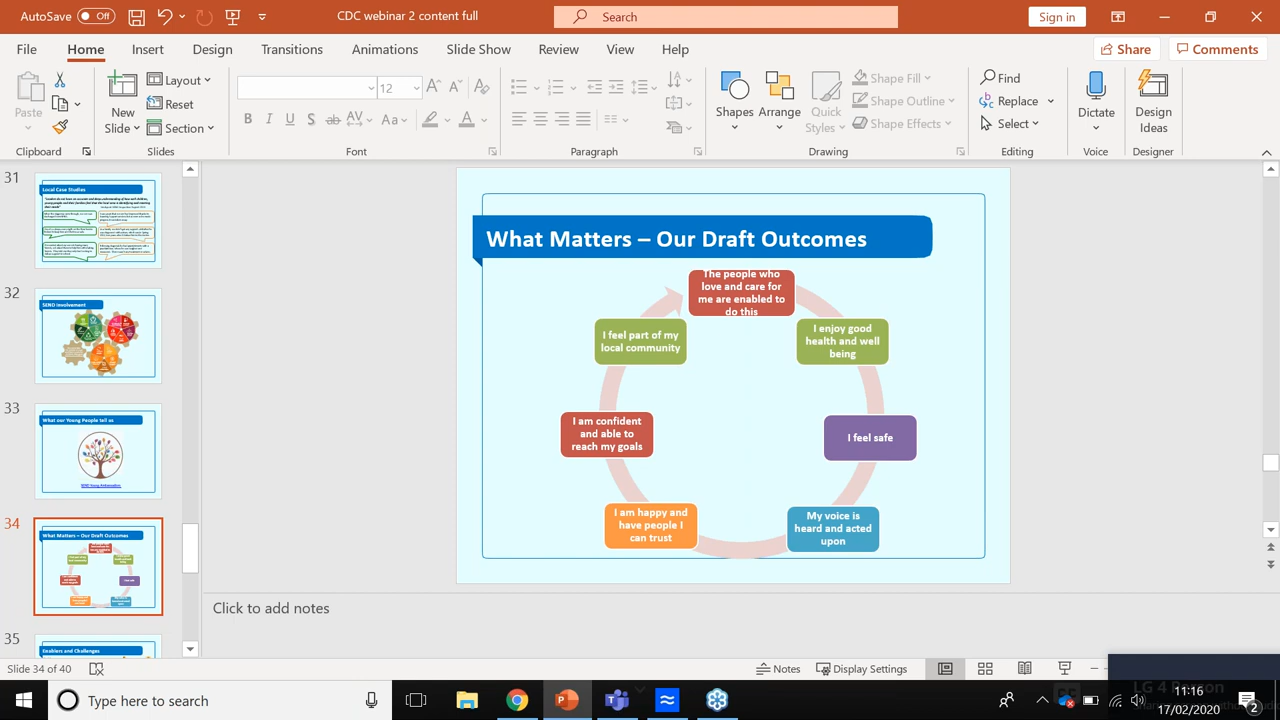 AutoSave Off
CDC webinar 2 content full
Search
Sign in
File Home Insert Design Transitions Animations Slide Show Review View Help
Share Comments
Paste
New
Slide
Layout
Reset
Section
12
B I U S ab AV Aa A
Shapes
Arrange
Quick
Styles
Shape Fill
Shape Outline
Shape Effects
Find
Replace
Select
Dictate
Design
Ideas
Clipboard Slides Font Paragraph Drawing Editing Voice Designer
31
Local Case Studies
32
SEND Involvement
33
What our Young People tell us
34
What Matters – Our Draft Outcomes
35
Enablers and Challenges
What Matters – Our Draft Outcomes
The people who
love and care for
me are enabled to
do this
I enjoy good
health and well
being
I feel safe
My voice is
heard and acted
upon
I am happy and
have people I
can trust
I am confident
and able to
reach my goals
I feel part of my
local community
Click to add notes
Slide 34 of 40
Notes Display Settings
Type here to search
LG 4 Person
11:16
17/02/2020
2